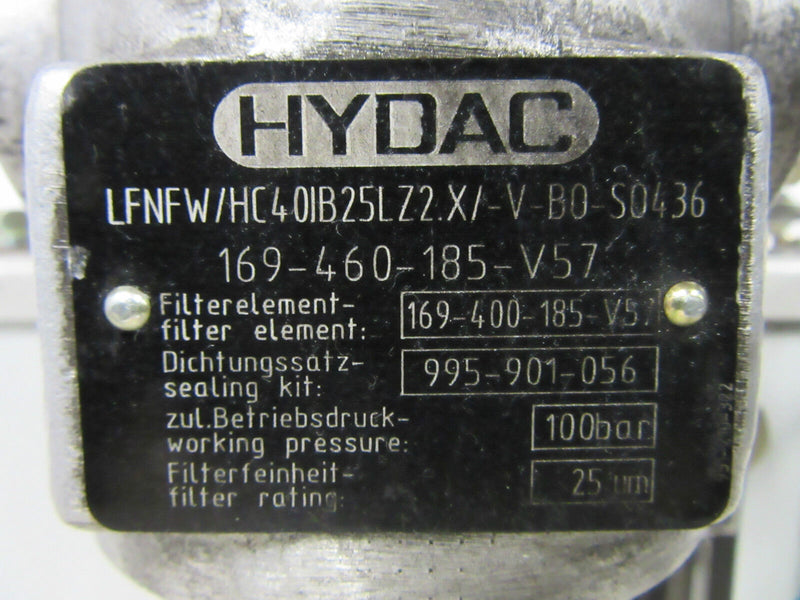 HYDAC
LFNFW/HC40IB25LZ2.X/-V-B0-S0436
169-460-185-V57
Filterelement-
filter element: 169-400-185-V57
Dichtungssatz-
sealing kit: 995-901-056
zul.Betriebsdruck-
working pressure: 100bar
Filterfeinheit-
filter rating: 25 um